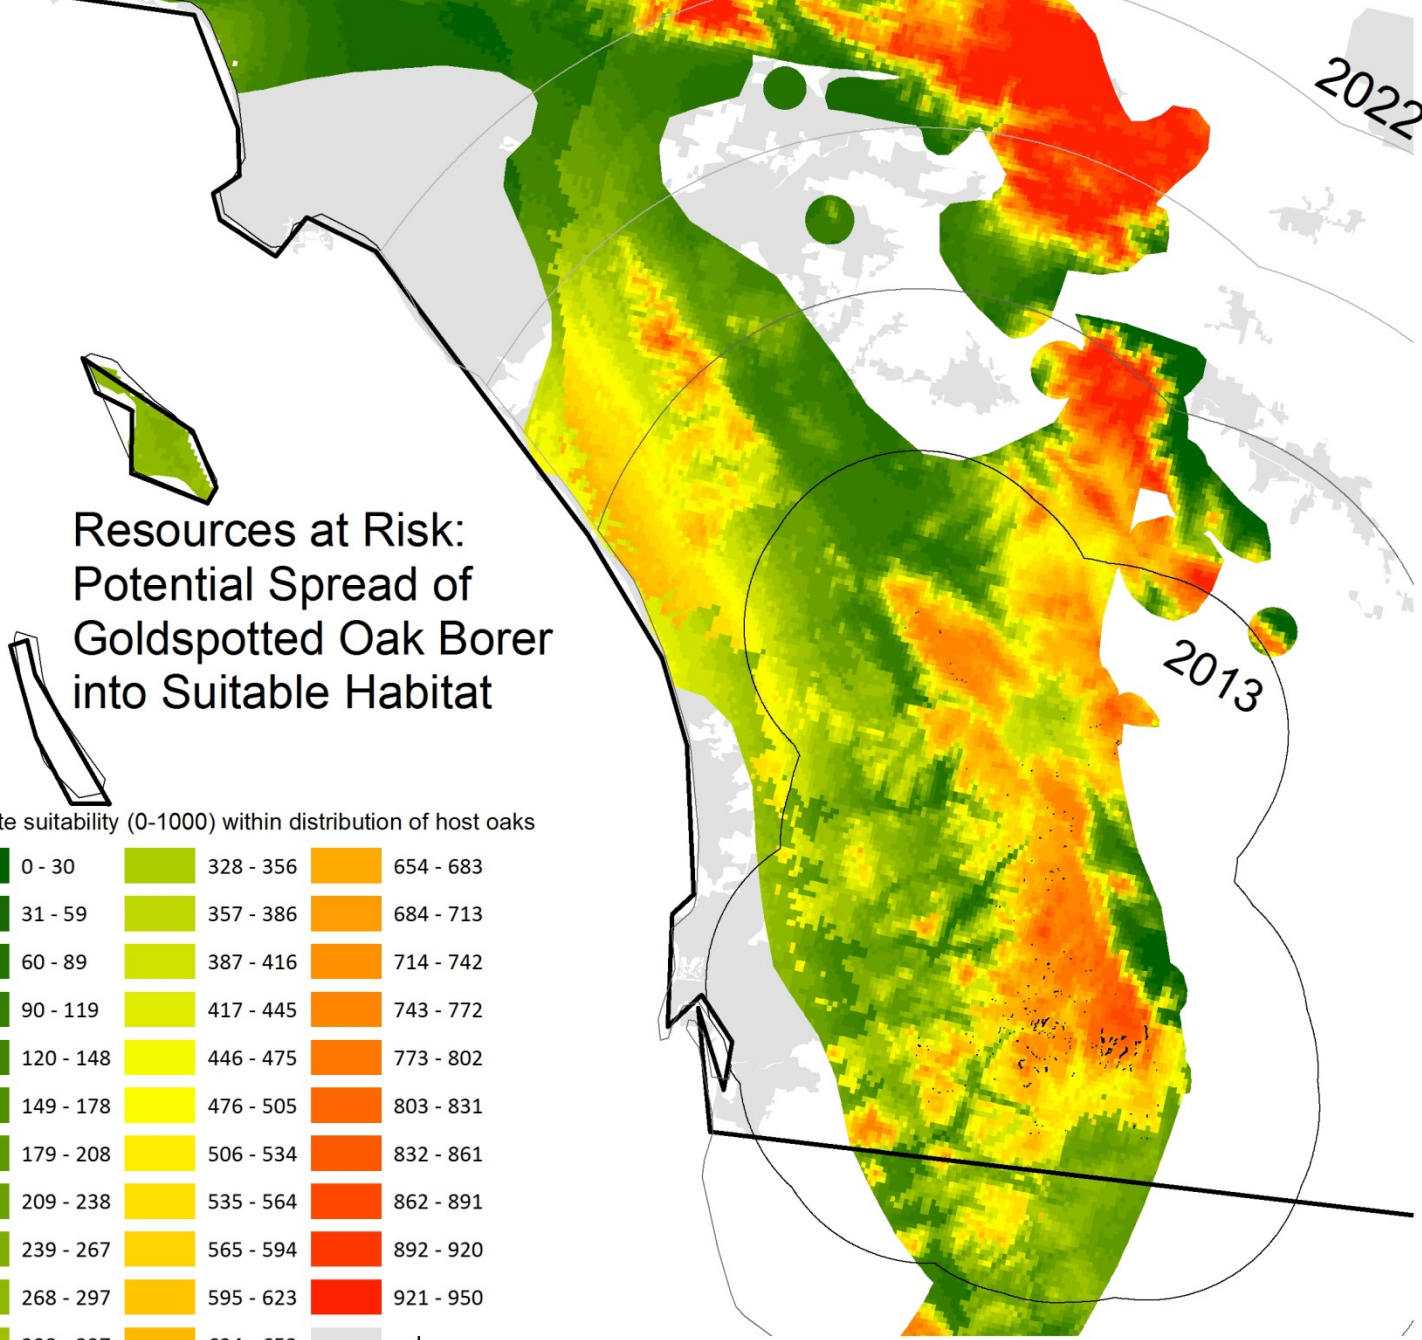 2022
Resources at Risk:
Potential Spread of
Goldspotted Oak Borer
into Suitable Habitat
2013
suitability (0-1000) within distribution of host oaks
0 - 30 328 - 356 654 - 683
31 - 59 357 - 386 684 - 713
60 - 89 387 - 416 714 - 742
90 - 119 417 - 445 743 - 772
120 - 148 446 - 475 773 - 802
149 - 178 476 - 505 803 - 831
179 - 208 506 - 534 832 - 861
209 - 238 535 - 564 862 - 891
239 - 267 565 - 594 892 - 920
268 - 297 595 - 623 921 - 950